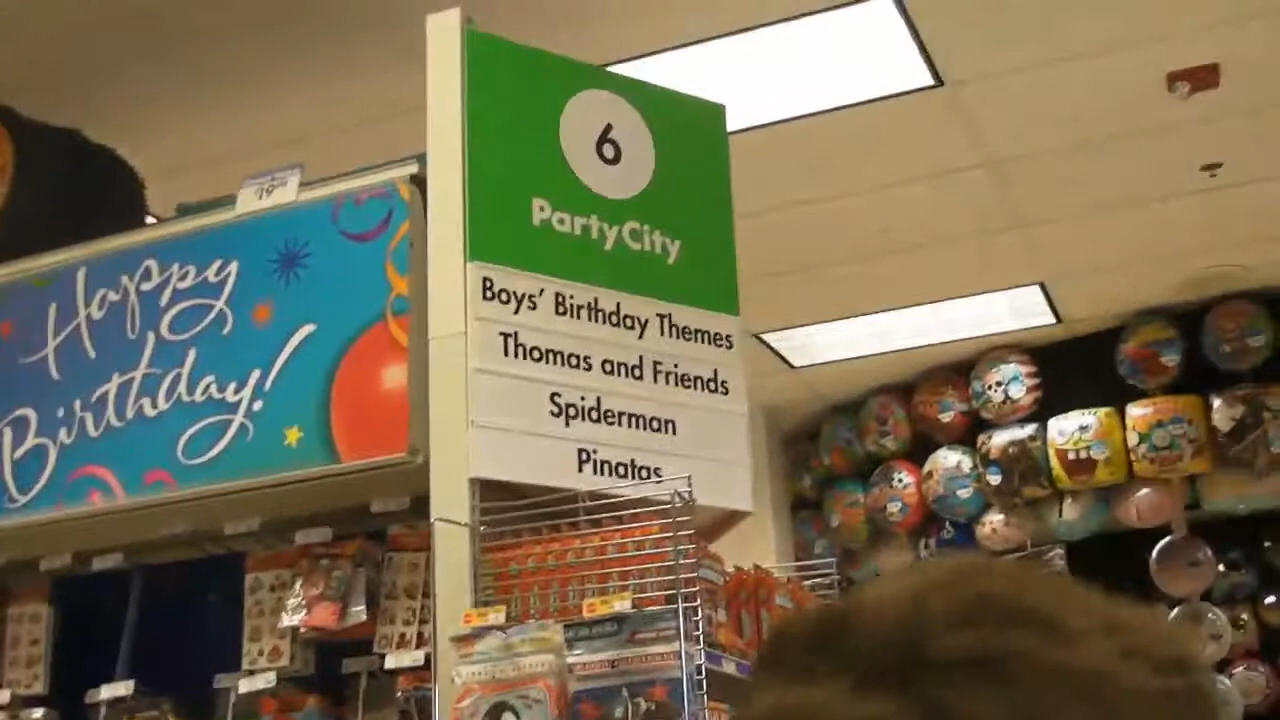 6
PartyCity
Boys' Birthday Themes
Thomas and Friends
Spiderman
Pinatas
Happy
Birthday!